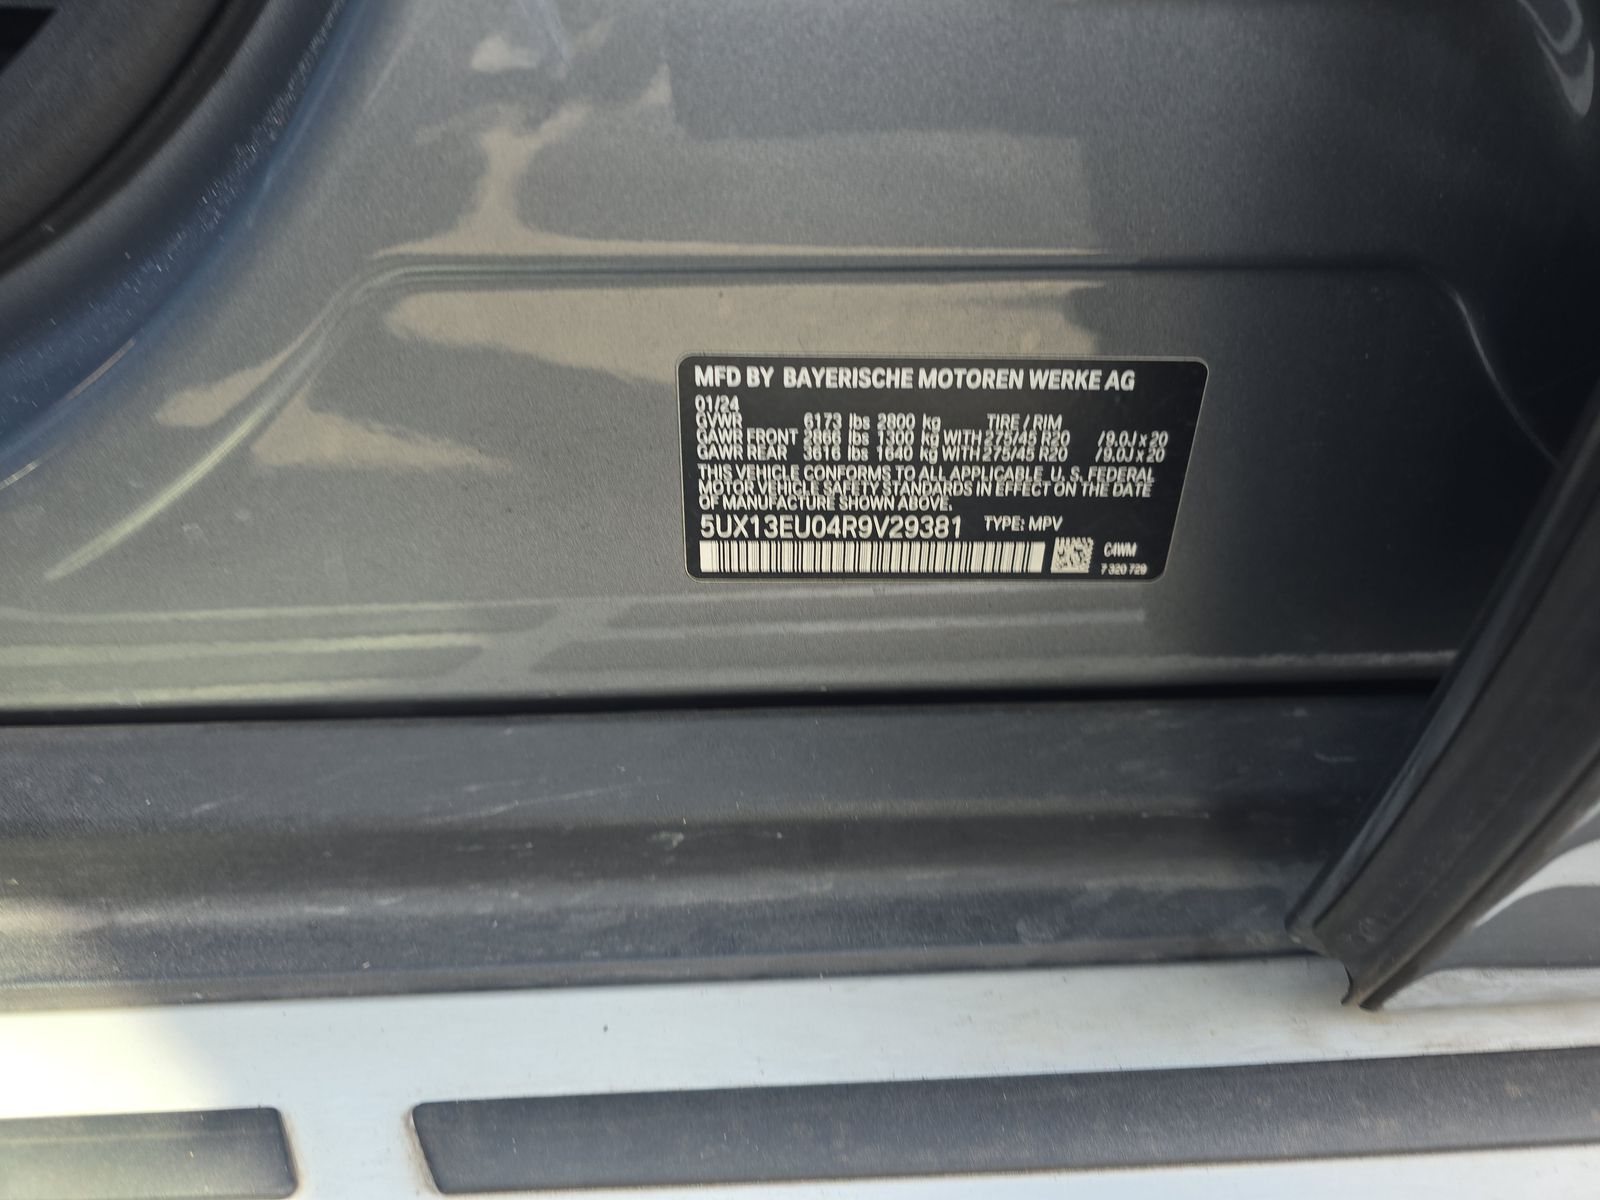 MFD BY BAYERISCHE MOTOREN WERKE AG
01/24
GVWR 6173 lbs 2800 kg TIRE / RIM
GAWR FRONT 2866 lbs 1300 kg WITH 275/45 R20 / 9.0J x 20
GAWR REAR 3616 lbs 1640 kg WITH 275/45 R20 / 9.0J x 20
THIS VEHICLE CONFORMS TO ALL APPLICABLE U. S. FEDERAL
MOTOR VEHICLE SAFETY STANDARDS IN EFFECT ON THE DATE
OF MANUFACTURE SHOWN ABOVE.
5UX13EU04R9V29381 TYPE: MPV
C4WM
7 320 729